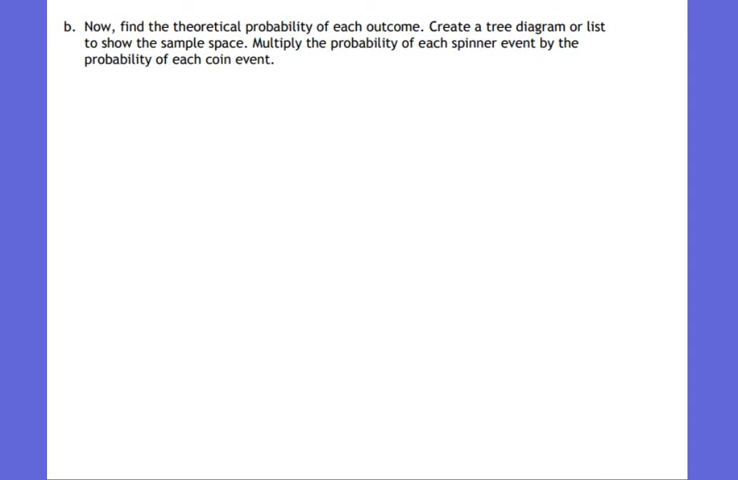 b. Now, find the theoretical probability of each outcome. Create a tree diagram or list
to show the sample space. Multiply the probability of each spinner event by the
probability of each coin event.